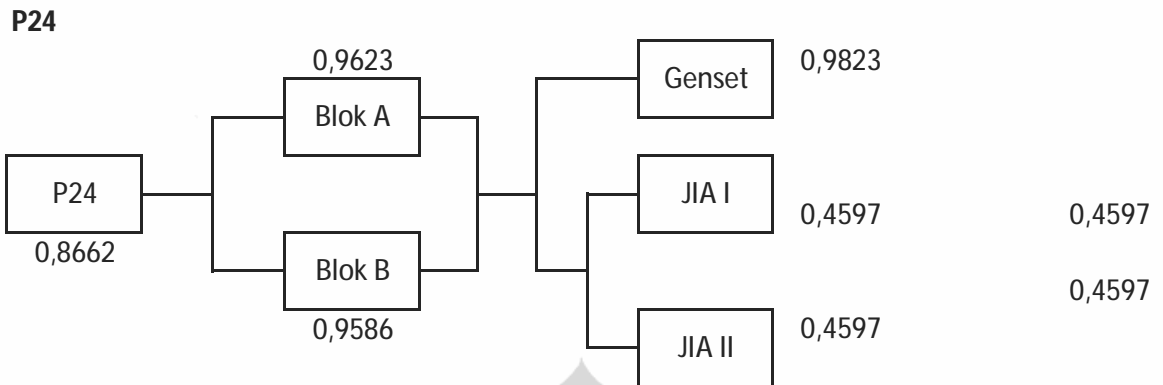 P24
0,9623
Blok A
P24
0,8662
Blok B
0,9586
Genset
0,9823
JIA I
0,4597
0,4597
0,4597
JIA II
0,4597